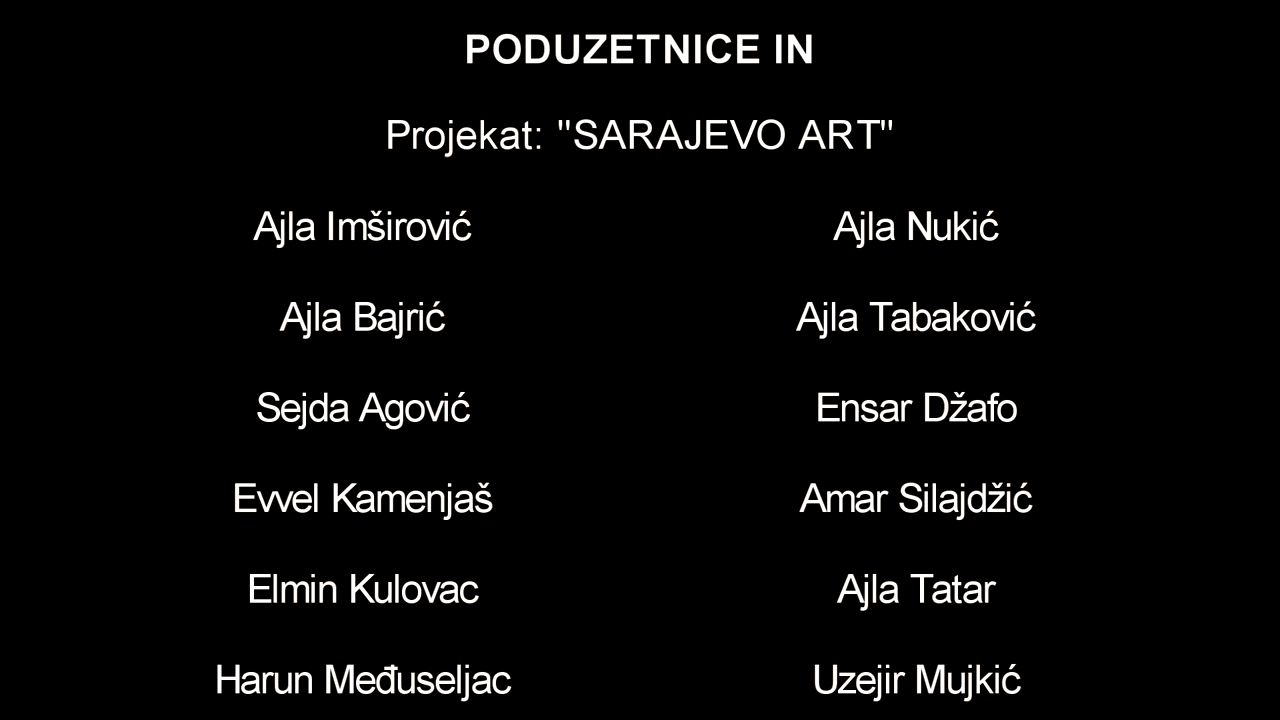 PODUZETNICE IN
Projekat: "SARAJEVO ART"
Ajla Imširović Ajla Nukić
Ajla Bajrić Ajla Tabaković
Sejda Agović Ensar Džafo
Evvel Kamenjaš Amar Silajdžić
Elmin Kulovac Ajla Tatar
Harun Međuseljac Uzejir Mujkić